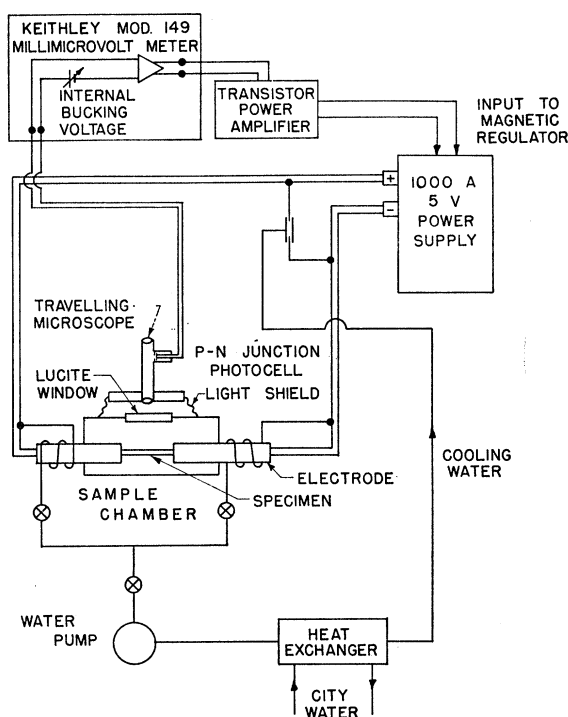 KEITHLEY MOD. 149
MILLIMICROVOLT METER
INTERNAL
BUCKING
VOLTAGE
TRANSISTOR
POWER
AMPLIFIER
INPUT TO
MAGNETIC
REGULATOR
+
1000 A
5 V
POWER
SUPPLY
−
TRAVELLING
MICROSCOPE
P-N JUNCTION
PHOTOCELL
LUCITE
WINDOW
LIGHT SHIELD
COOLING
WATER
ELECTRODE
SPECIMEN
SAMPLE
CHAMBER
WATER
PUMP
HEAT
EXCHANGER
CITY
WATER